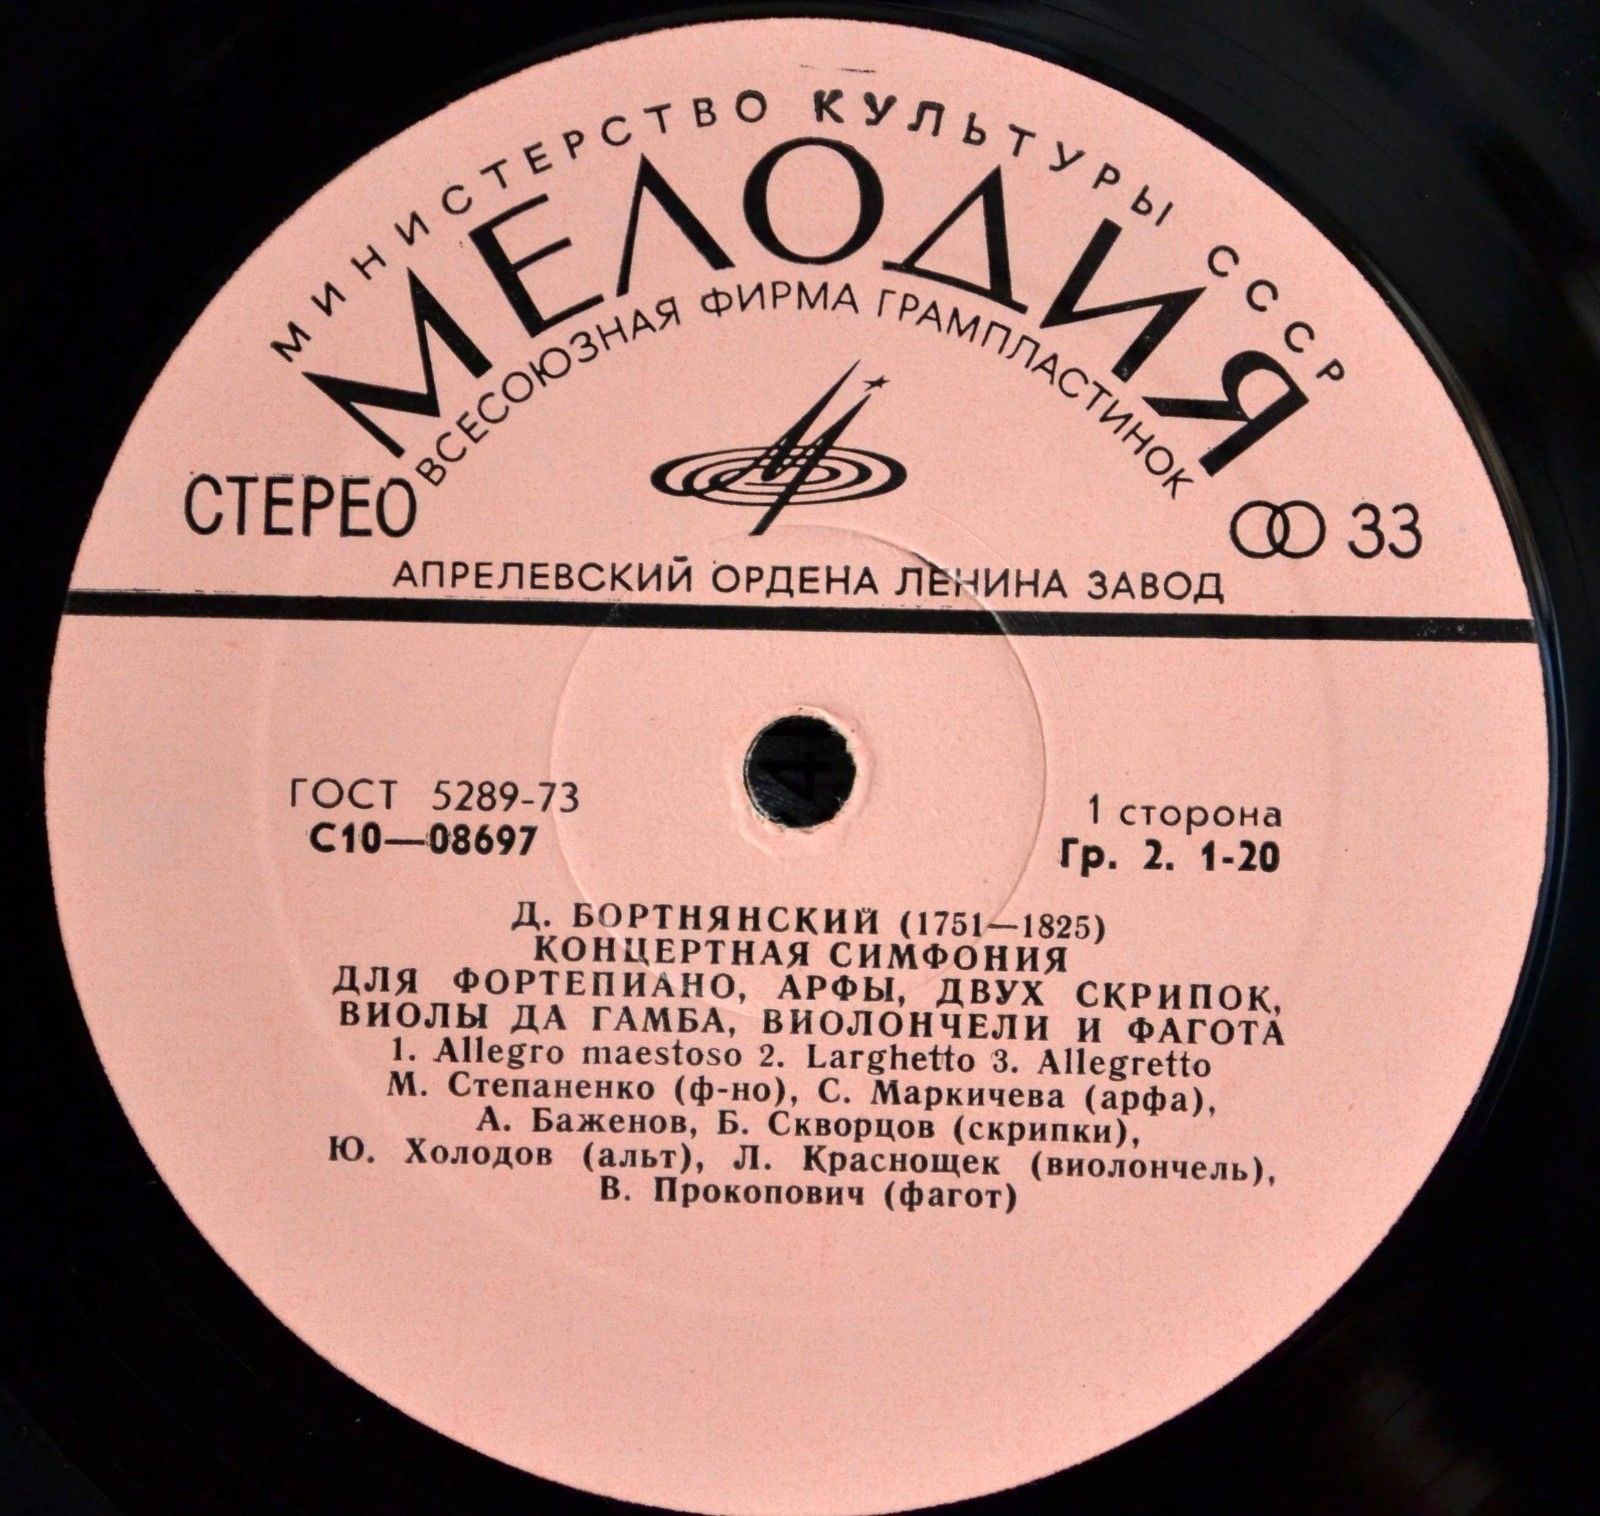 МИНИСТЕРСТВО КУЛЬТУРЫ СССР
МЕЛОДИЯ
ВСЕСОЮЗНАЯ ФИРМА ГРАМПЛАСТИНОК
СТЕРЕО
33
АПРЕЛЕВСКИЙ ОРДЕНА ЛЕНИНА ЗАВОД
ГОСТ 5289-73
С10—08697
1 сторона
Гр. 2. 1-20
Д. БОРТНЯНСКИЙ (1751—1825)
КОНЦЕРТНАЯ СИМФОНИЯ
ДЛЯ ФОРТЕПИАНО, АРФЫ, ДВУХ СКРИПОК,
ВИОЛЫ ДА ГАМБА, ВИОЛОНЧЕЛИ И ФАГОТА
1. Allegro maestoso 2. Larghetto 3. Allegretto
М. Степаненко (ф-но), С. Маркичева (арфа),
А. Баженов, Б. Скворцов (скрипки),
Ю. Холодов (альт), Л. Краснощек (виолончель),
В. Прокопович (фагот)